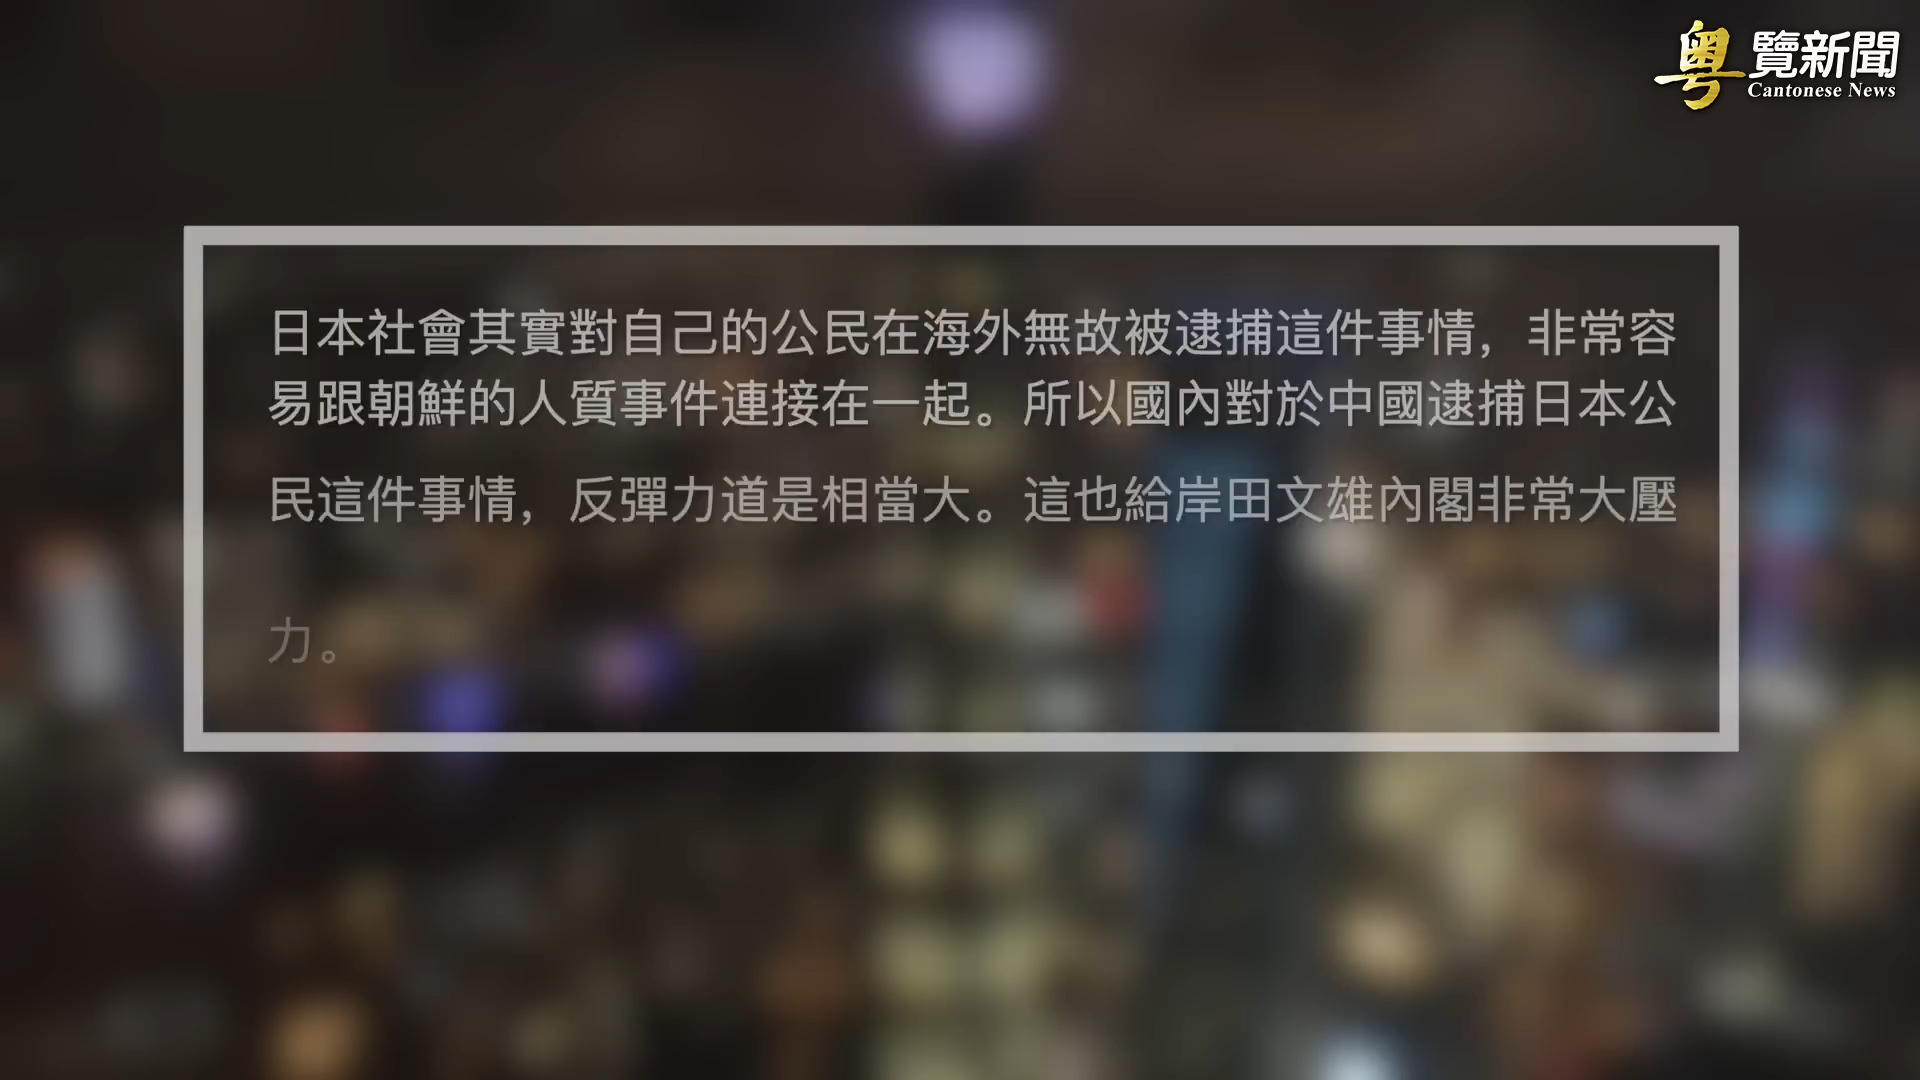 粵覽新聞
Cantonese News
日本社會其實對自己的公民在海外無故被逮捕這件事情，非常容
易跟朝鮮的人質事件連接在一起。所以國內對於中國逮捕日本公
民這件事情，反彈力道是相當大。這也給岸田文雄內閣非常大壓
力。